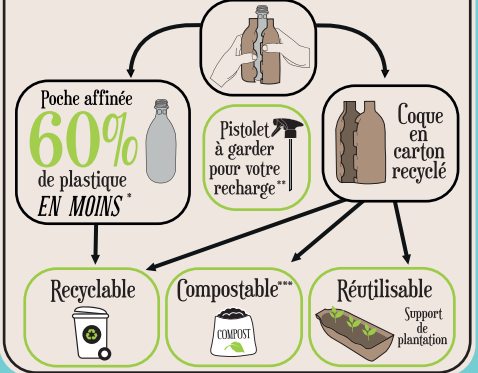 Poche affinée
60%
de plastique
EN MOINS*
Pistolet
à garder
pour votre
recharge**
Coque
en
carton
recyclé
Recyclable
Compostable***
COMPOST
Réutilisable
Support
de
plantation